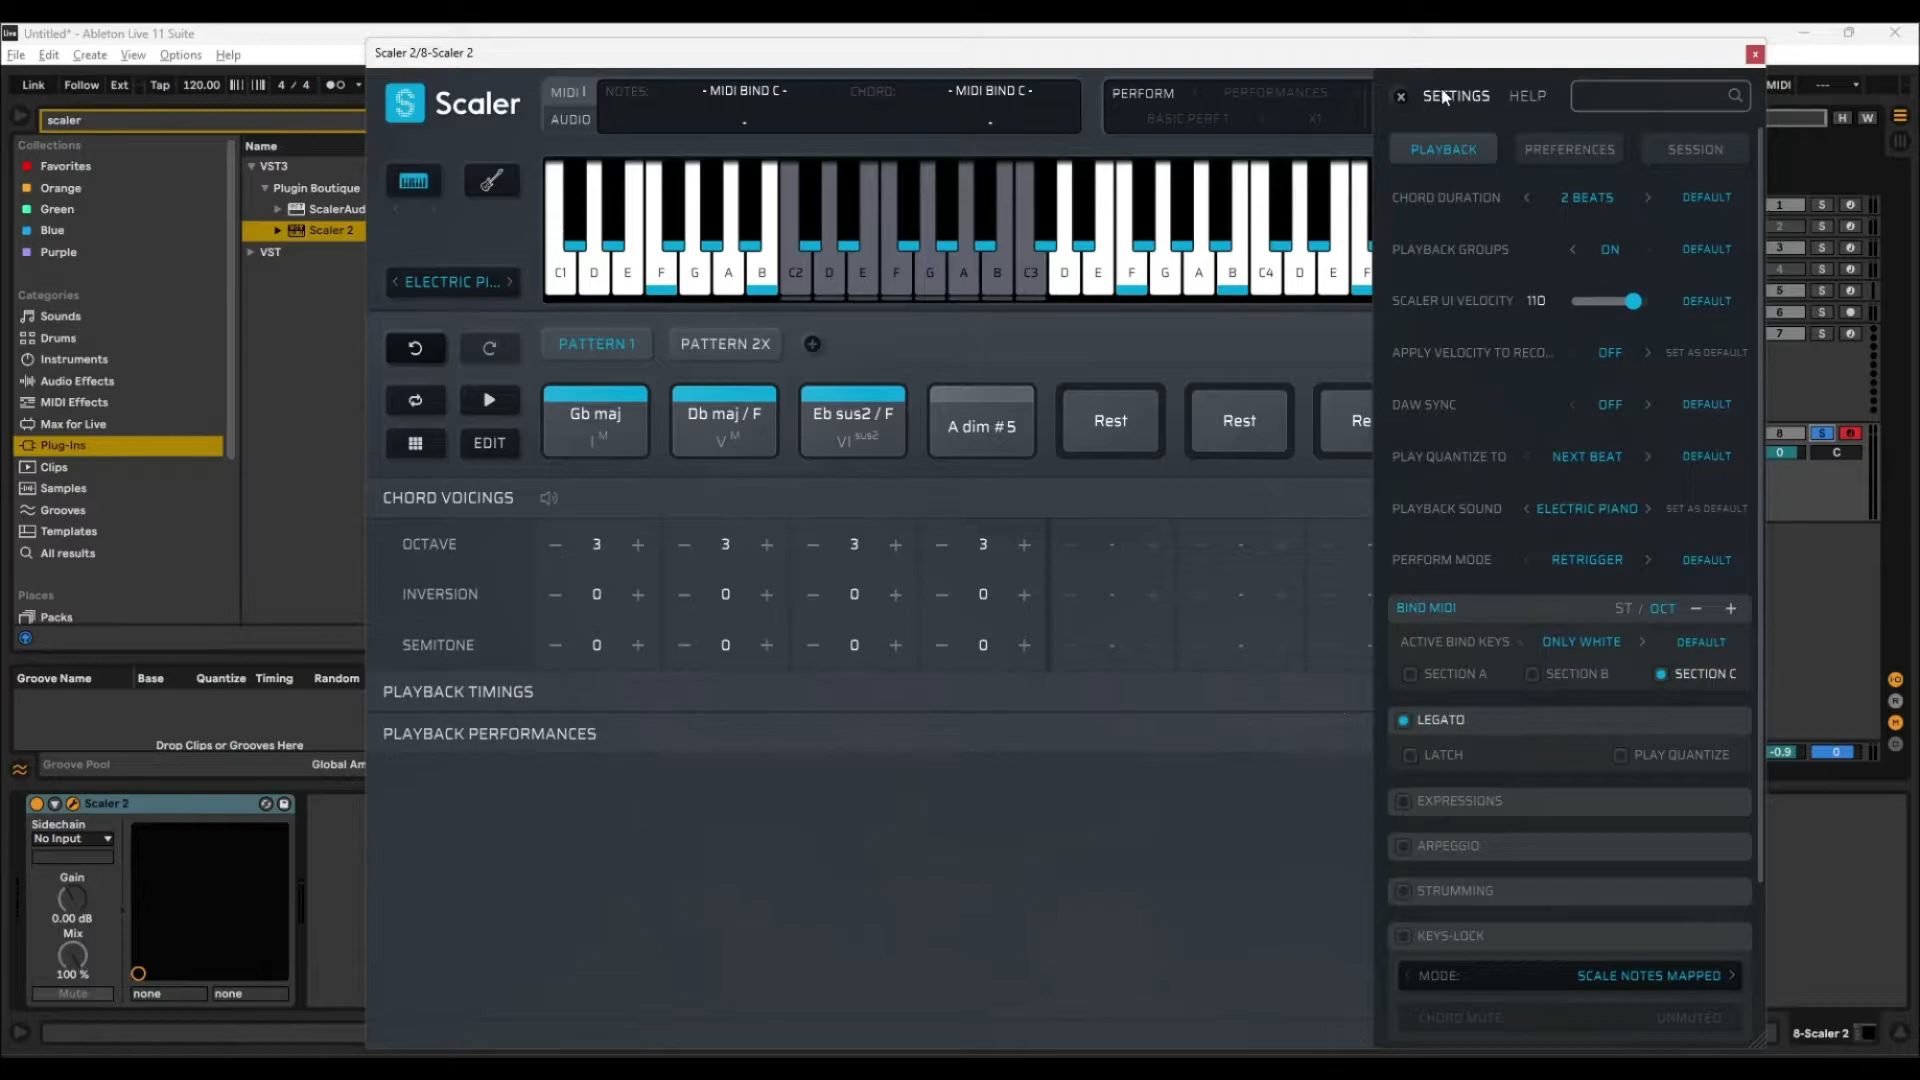 Live Untitled* - Ableton Live 11 Suite
File Edit Create View Options Help
Scaler 2/8-Scaler 2
x
Link Follow Ext Tap 120.00 4 / 4
MIDI ---
scaler
H W
Collections
Favorites
Orange
Green
Blue
Purple
Categories
Sounds
Drums
Instruments
Audio Effects
MIDI Effects
Max for Live
Plug-Ins
Clips
Samples
Grooves
Templates
All results
Places
Packs
Name
VST3
Plugin Boutique
ScalerAud
Scaler 2
VST
S Scaler
MIDI
AUDIO
NOTES: - MIDI BIND C - CHORD: - MIDI BIND C -
- -
PERFORM PERFORMANCES
BASIC PERF 1 X1
ELECTRIC PI...
C1 D E F G A B C2 D E F G A B C3 D E F G A B C4 D E F
PATTERN 1 PATTERN 2X
Gb maj
I M
Db maj / F
V M
Eb sus2 / F
VI sus2
A dim #5
Rest
Rest
Re
EDIT
CHORD VOICINGS
OCTAVE - 3 + - 3 + - 3 + - 3 +
INVERSION - 0 + - 0 + - 0 + - 0 +
SEMITONE - 0 + - 0 + - 0 + - 0 +
PLAYBACK TIMINGS
PLAYBACK PERFORMANCES
x SETTINGS HELP
PLAYBACK PREFERENCES SESSION
CHORD DURATION < 2 BEATS > DEFAULT
PLAYBACK GROUPS < ON DEFAULT
SCALER UI VELOCITY 110 DEFAULT
APPLY VELOCITY TO RECO... OFF > SET AS DEFAULT
DAW SYNC < OFF > DEFAULT
PLAY QUANTIZE TO NEXT BEAT > DEFAULT
PLAYBACK SOUND < ELECTRIC PIANO > SET AS DEFAULT
PERFORM MODE RETRIGGER > DEFAULT
BIND MIDI ST / OCT - +
ACTIVE BIND KEYS < ONLY WHITE > DEFAULT
SECTION A SECTION B SECTION C
LEGATO
LATCH PLAY QUANTIZE
EXPRESSIONS
ARPEGGIO
STRUMMING
KEYS-LOCK
MODE: SCALE NOTES MAPPED >
CHORD MUTE UNMUTED
1 S
2 S
3 S
4 S
5 S
6 S
7 S
8 S
0 C
-0.9 0
I·O
R
M
D
Groove Name Base Quantize Timing Random
Drop Clips or Grooves Here
Groove Pool Global Am
Scaler 2
Sidechain
No Input
Gain
0.00 dB
Mix
100 %
Mute
none none
8-Scaler 2